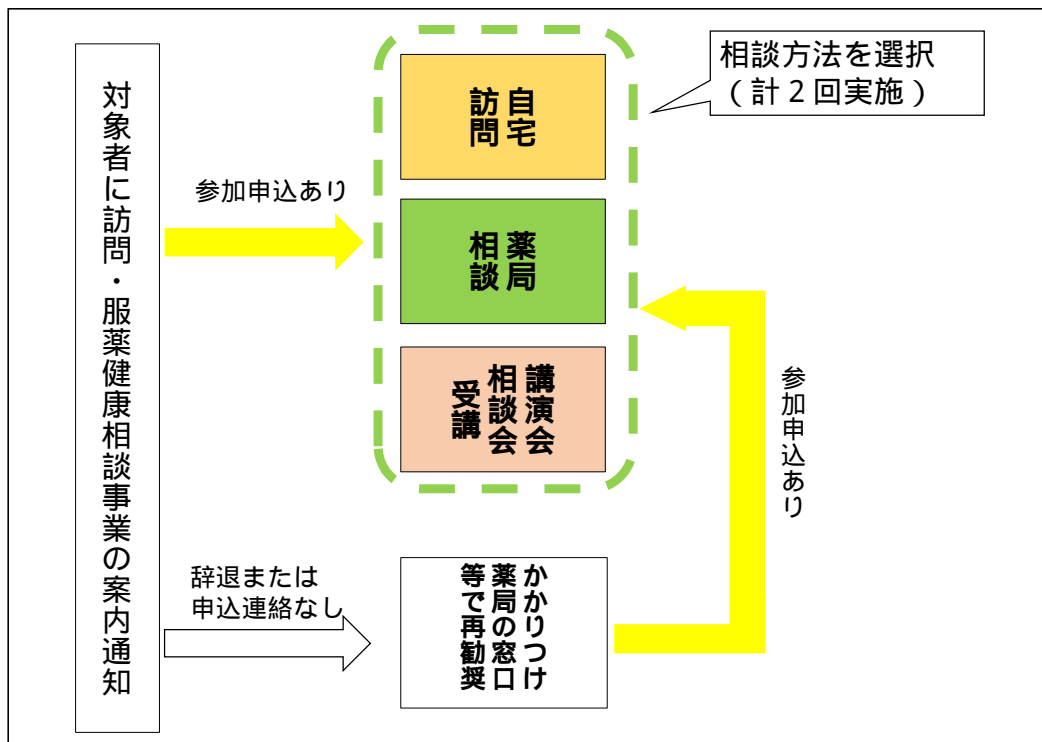 対象者に訪問・服薬健康相談事業の案内通知
参加申込あり
自宅
訪問
薬局
相談
講演会
相談会
受講
相談方法を選択
（計２回実施）
辞退または
申込連絡なし
かかりつけ
薬局の窓口
等で再勧奨
参加申込あり